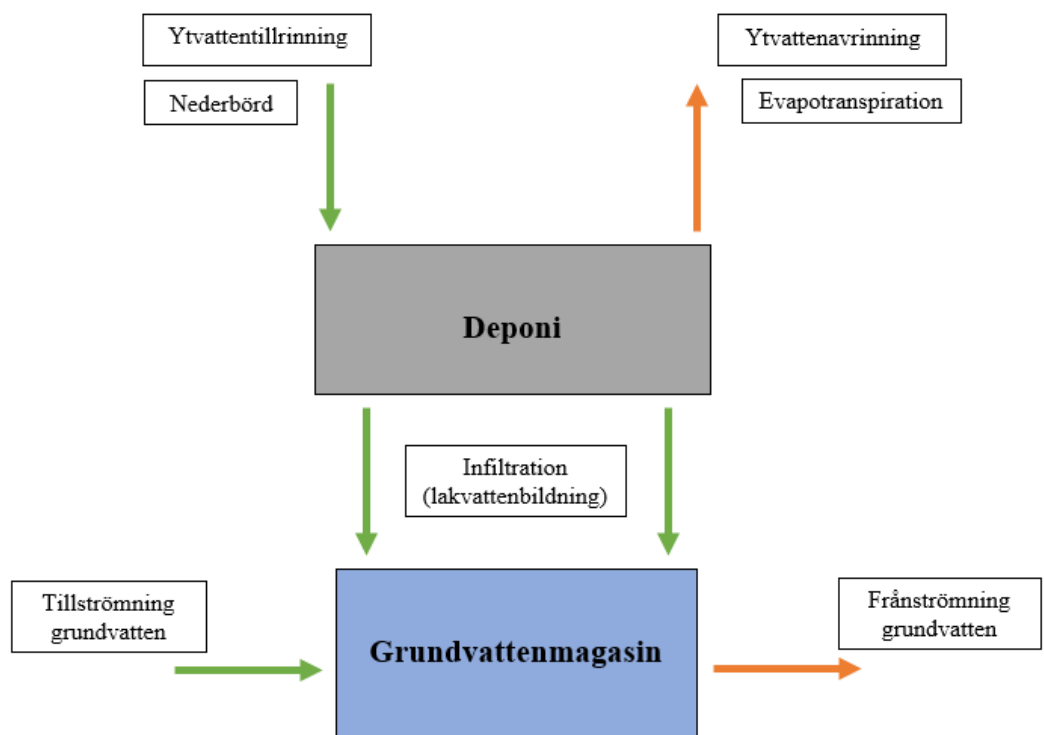 Ytvattentillrinning
Nederbörd
Ytvattenavrinning
Evapotranspiration
Deponi
Infiltration
(lakvattenbildning)
Tillströmning
grundvatten
Grundvattenmagasin
Frånströmning
grundvatten